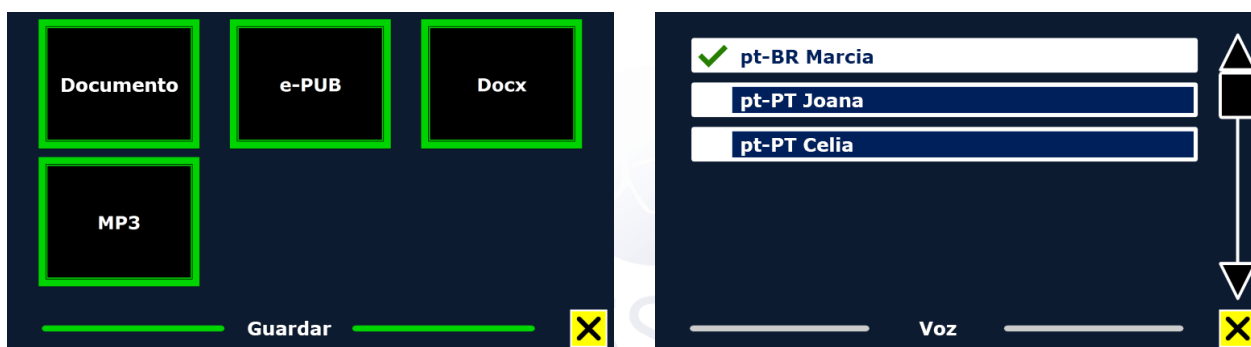 Documento
e-PUB
Docx
MP3
Guardar
pt-BR Marcia
pt-PT Joana
pt-PT Celia
Voz